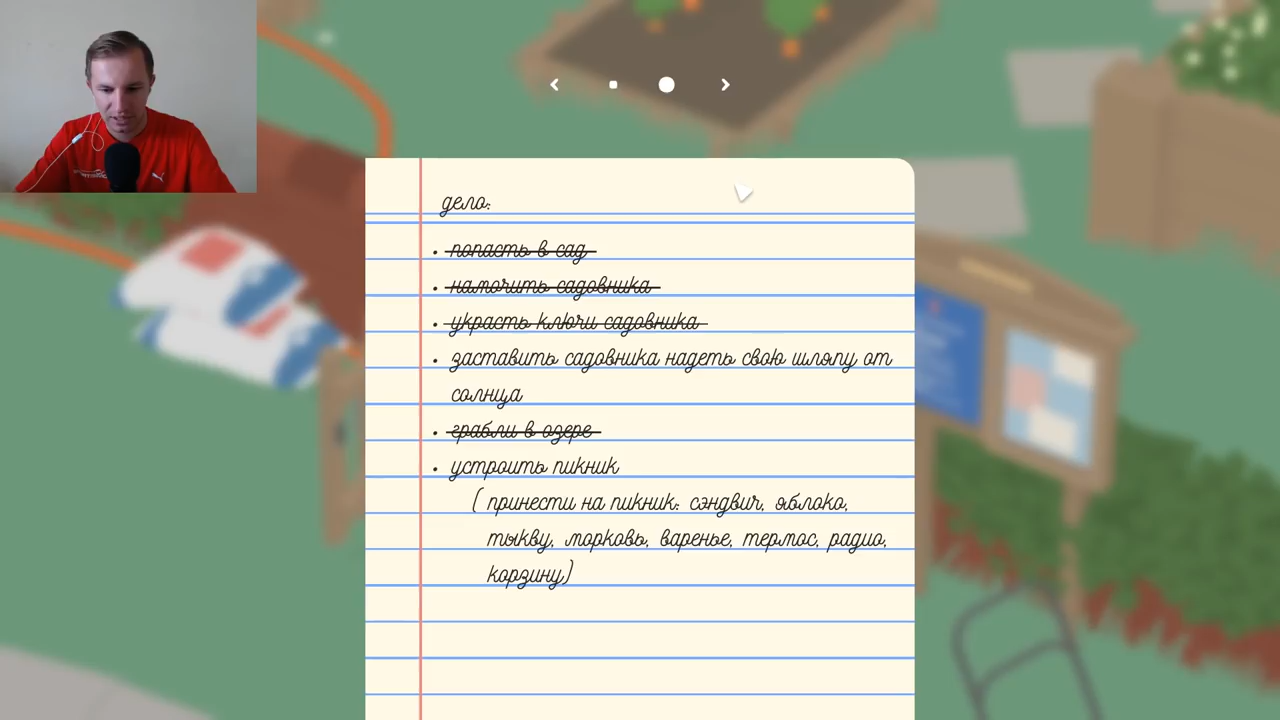 дело:
• попасть в сад
• намочить садовника
• украсть ключи садовника
• заставить садовника надеть свою шляпу от
солнца
• грабли в озере
• устроить пикник
( принести на пикник: сэндвич, яблоко,
тыкву, морковь, варенье, термос, радио,
корзину)